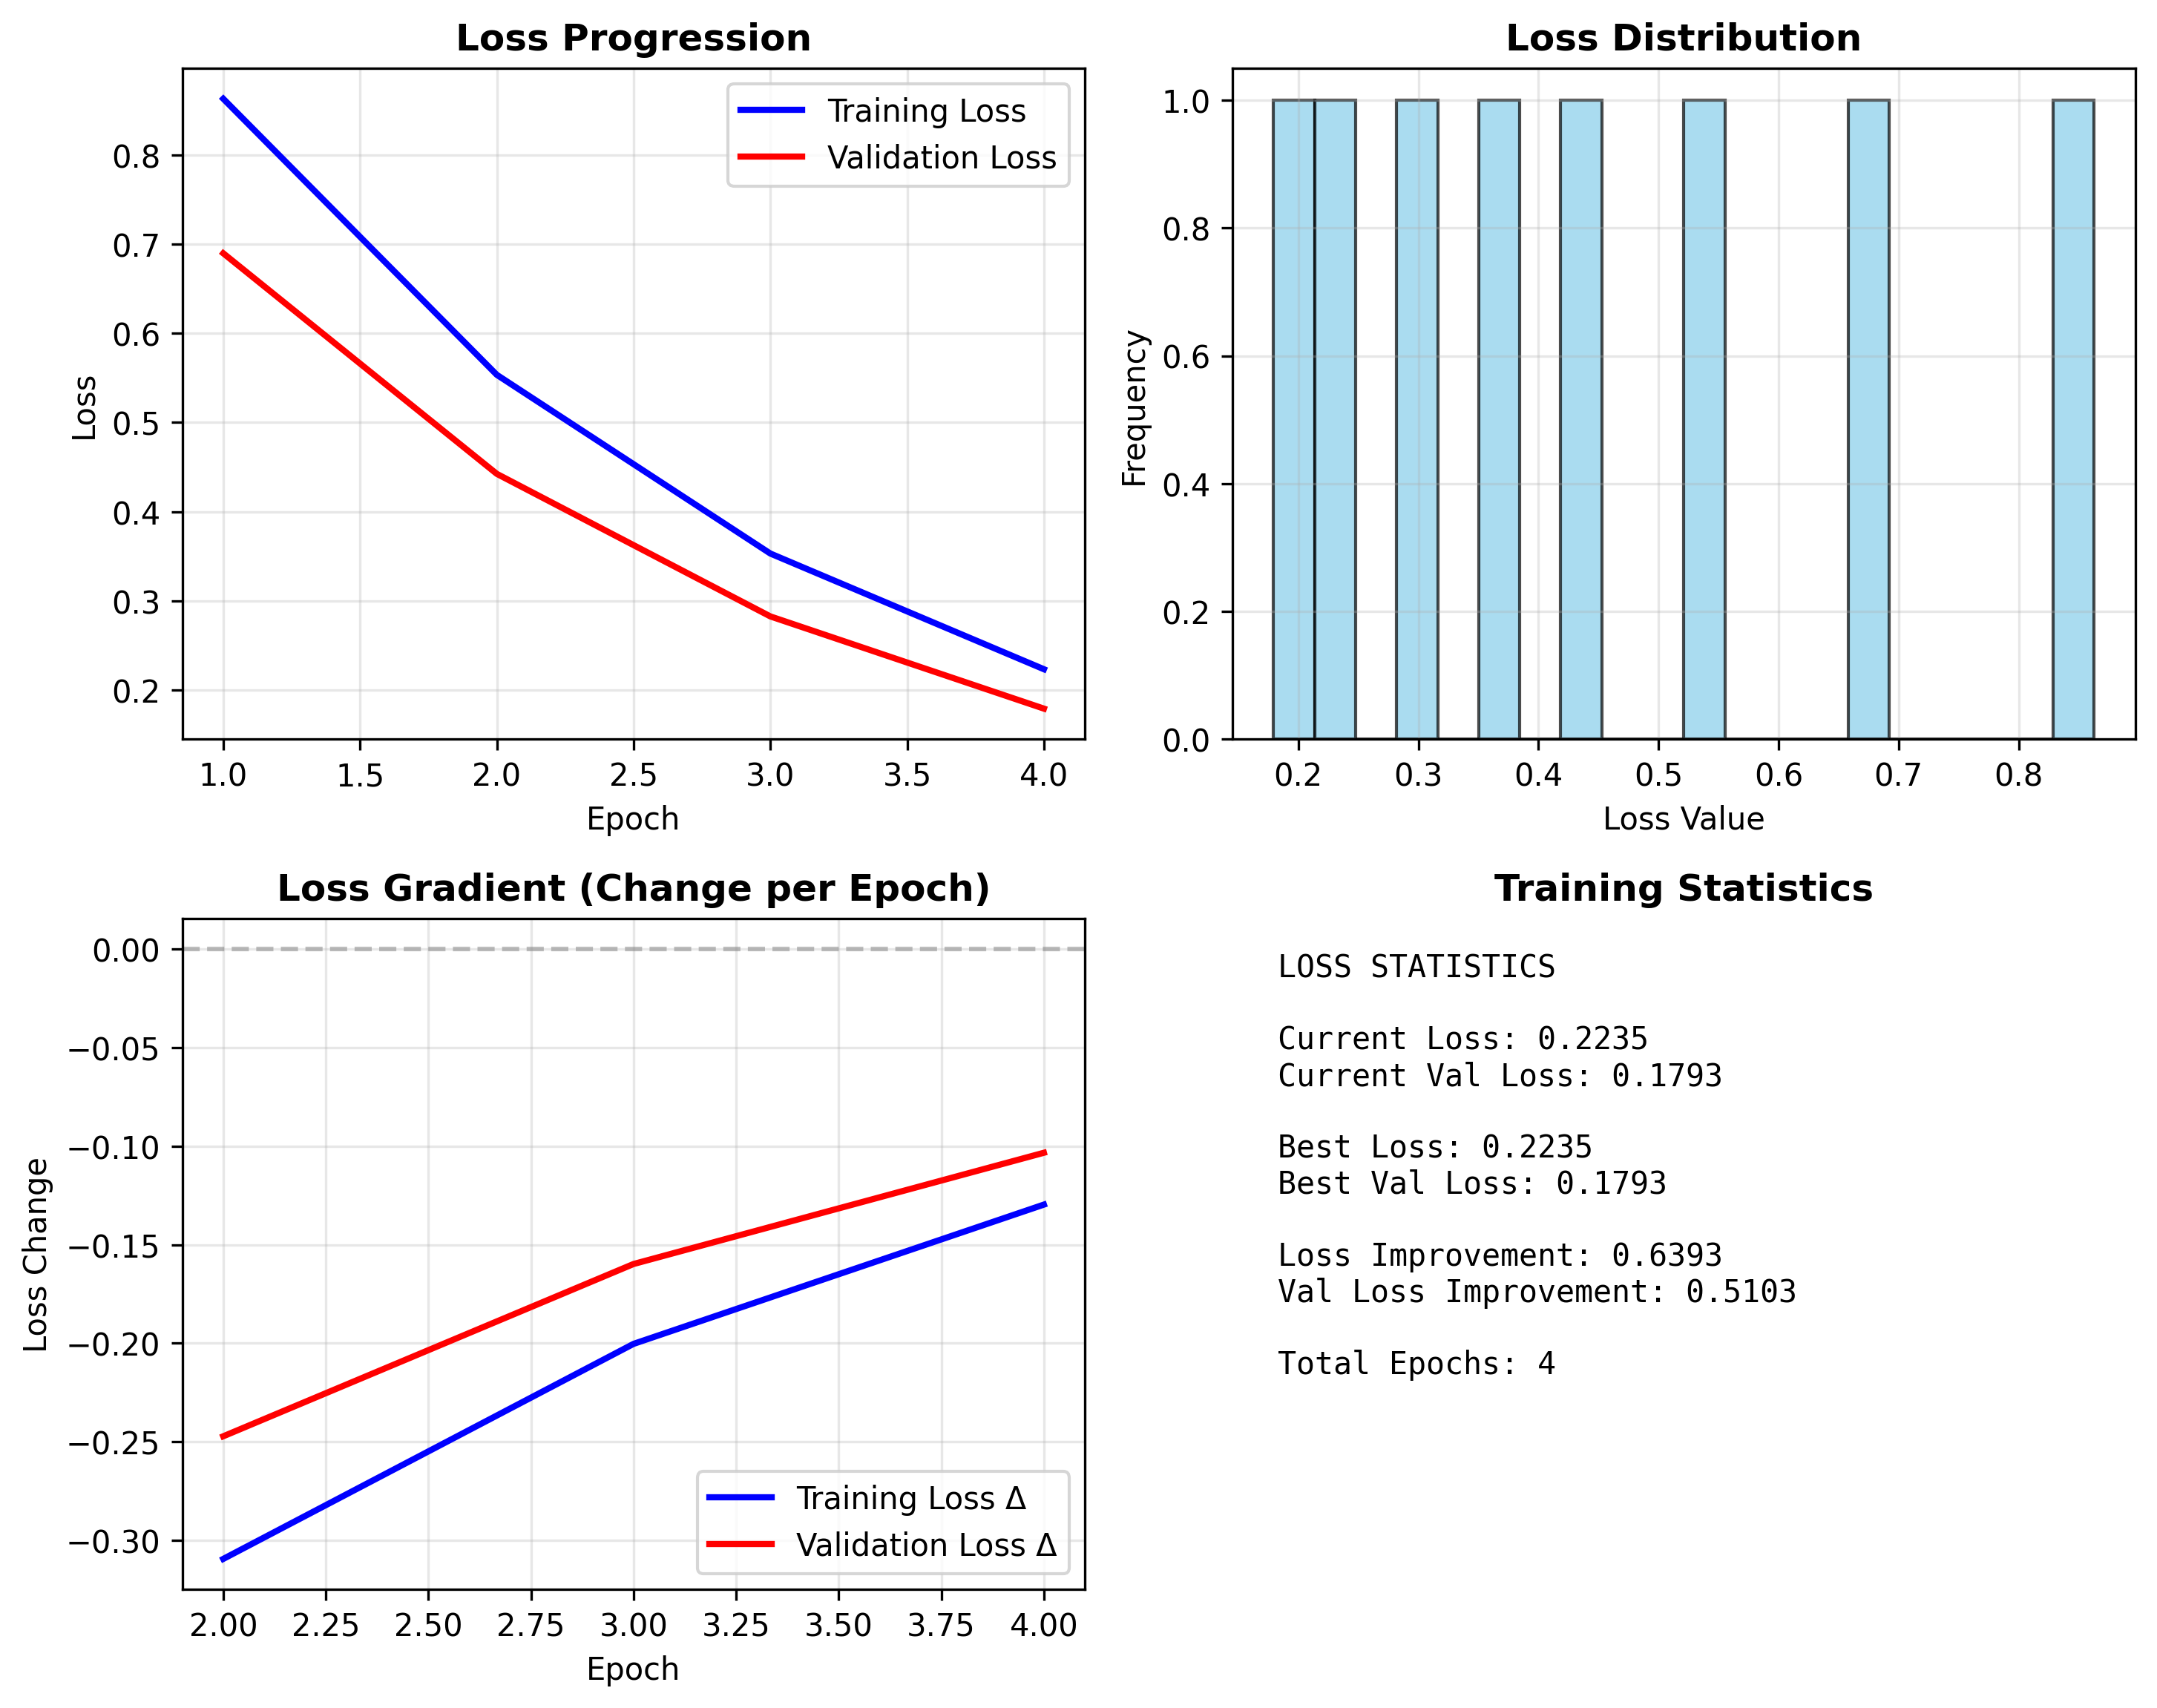 Loss Progression
Training Loss
Validation Loss
0.8
0.7
0.6
0.5
0.4
0.3
0.2
Loss
1.0 1.5 2.0 2.5 3.0 3.5 4.0
Epoch
Loss Distribution
1.0
0.8
0.6
0.4
0.2
0.0
Frequency
0.2 0.3 0.4 0.5 0.6 0.7 0.8
Loss Value
Loss Gradient (Change per Epoch)
0.00
−0.05
−0.10
−0.15
−0.20
−0.25
−0.30
Loss Change
Training Loss Δ
Validation Loss Δ
2.00 2.25 2.50 2.75 3.00 3.25 3.50 3.75 4.00
Epoch
Training Statistics
LOSS STATISTICS
Current Loss: 0.2235
Current Val Loss: 0.1793
Best Loss: 0.2235
Best Val Loss: 0.1793
Loss Improvement: 0.6393
Val Loss Improvement: 0.5103
Total Epochs: 4